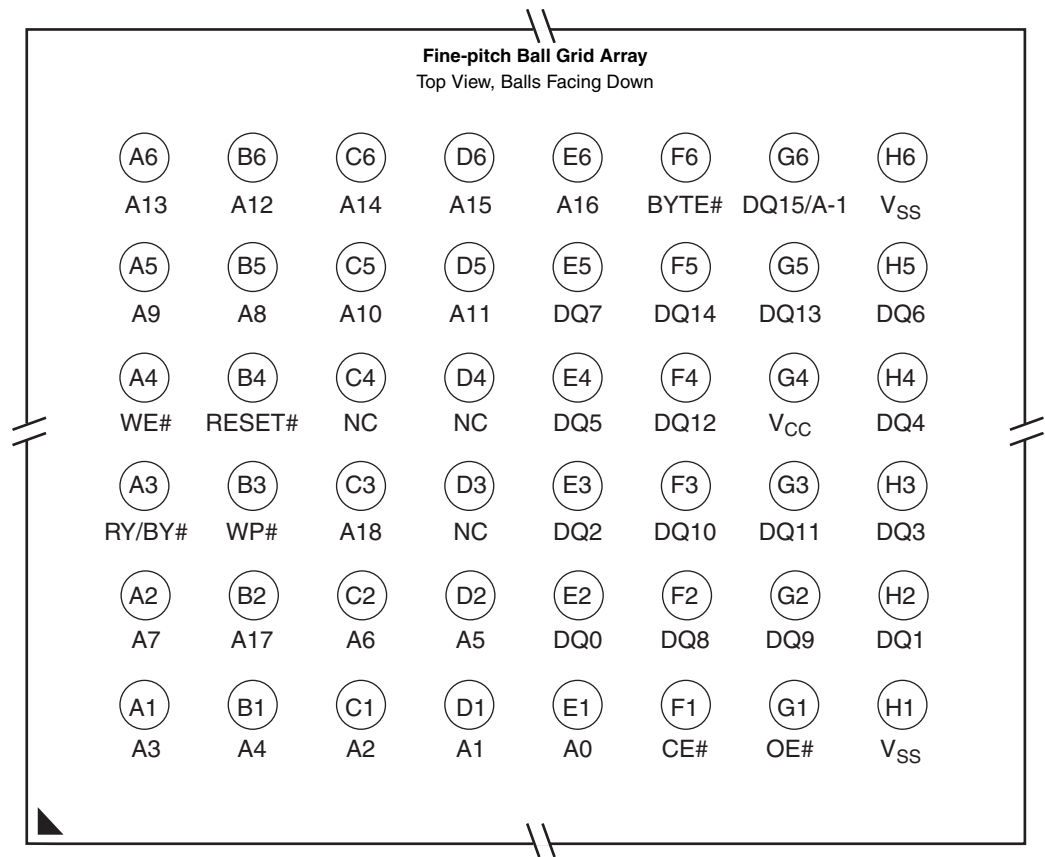 Fine-pitch Ball Grid Array
Top View, Balls Facing Down
A6 B6 C6 D6 E6 F6 G6 H6
A13 A12 A14 A15 A16 BYTE# DQ15/A-1 VSS
A5 B5 C5 D5 E5 F5 G5 H5
A9 A8 A10 A11 DQ7 DQ14 DQ13 DQ6
A4 B4 C4 D4 E4 F4 G4 H4
WE# RESET# NC NC DQ5 DQ12 VCC DQ4
A3 B3 C3 D3 E3 F3 G3 H3
RY/BY# WP# A18 NC DQ2 DQ10 DQ11 DQ3
A2 B2 C2 D2 E2 F2 G2 H2
A7 A17 A6 A5 DQ0 DQ8 DQ9 DQ1
A1 B1 C1 D1 E1 F1 G1 H1
A3 A4 A2 A1 A0 CE# OE# VSS